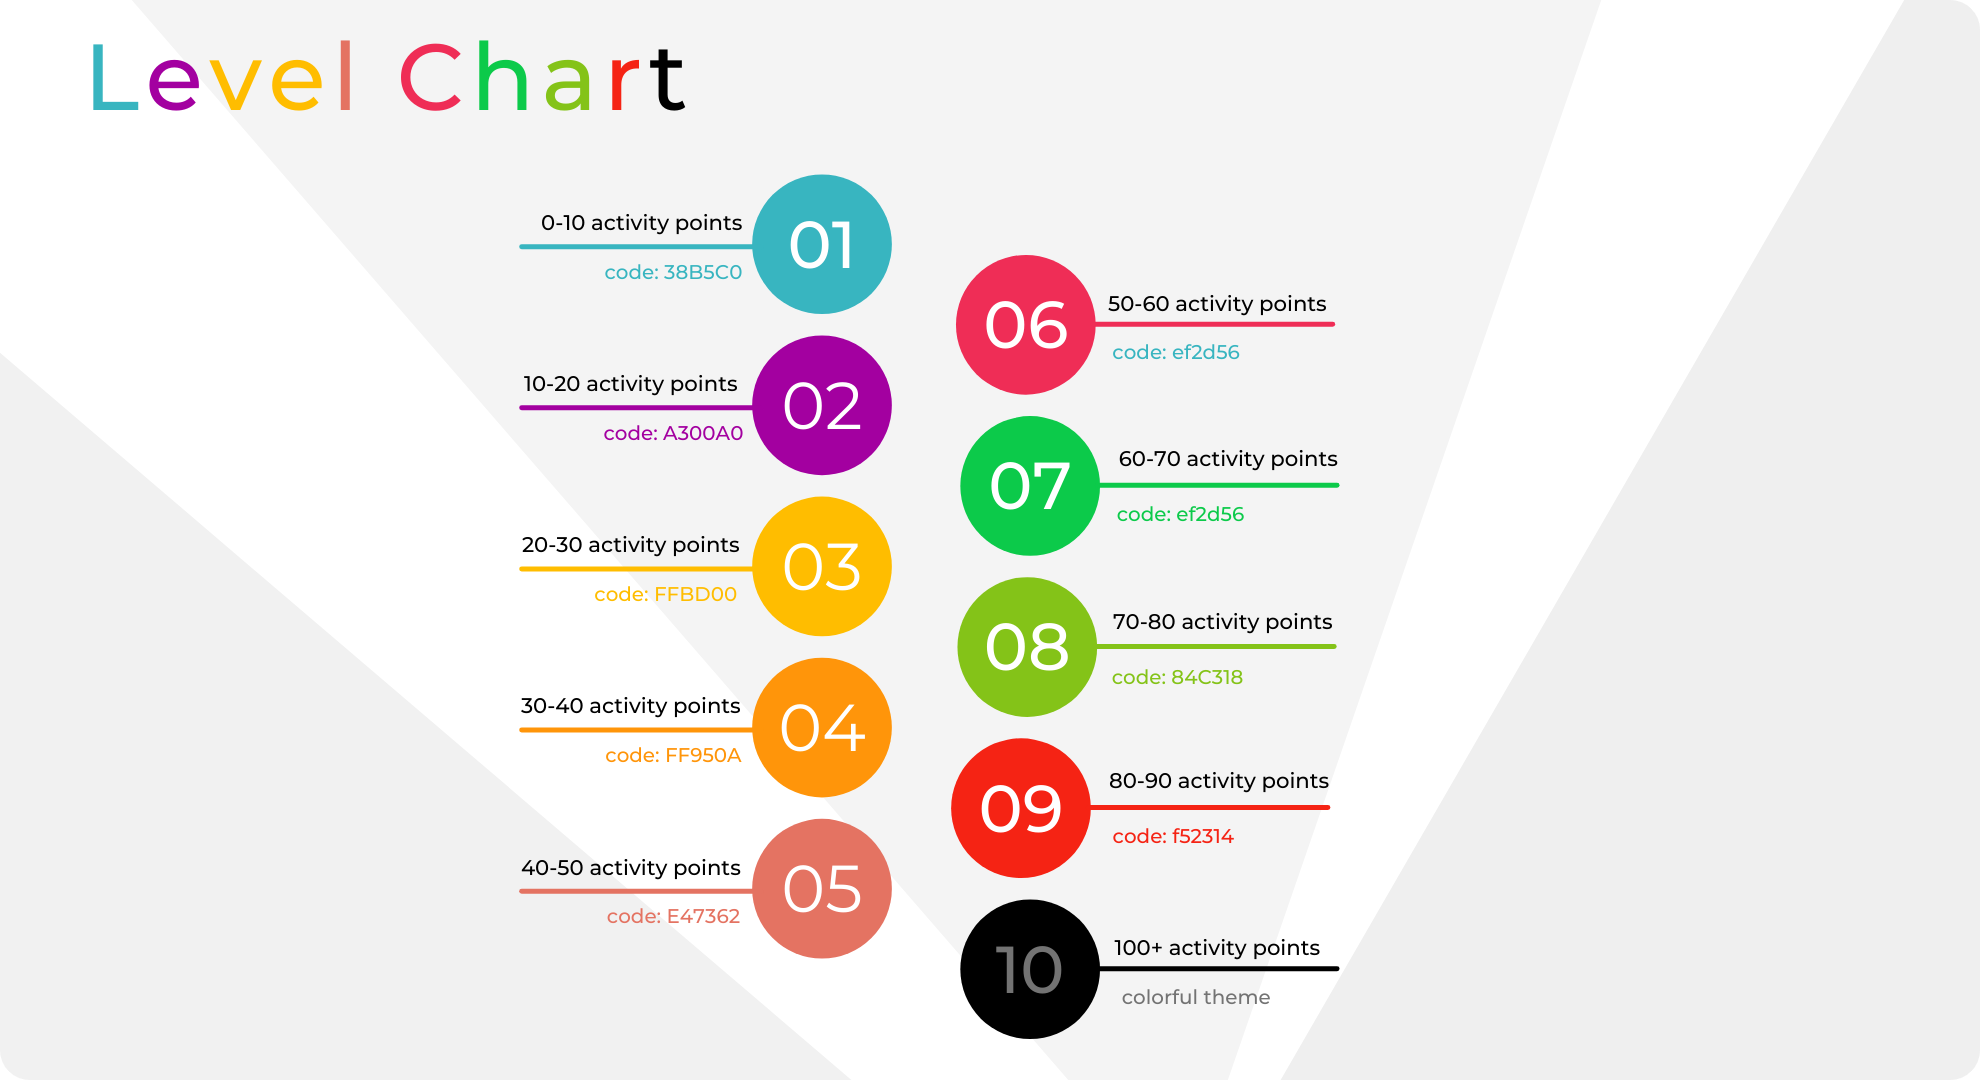 Level Chart
0-10 activity points
01
code: 38B5C0
10-20 activity points
02
code: A300A0
20-30 activity points
03
code: FFBD00
30-40 activity points
04
code: FF950A
40-50 activity points
05
code: E47362
06
50-60 activity points
code: ef2d56
07
60-70 activity points
code: ef2d56
08
70-80 activity points
code: 84C318
09
80-90 activity points
code: f52314
10
100+ activity points
colorful theme